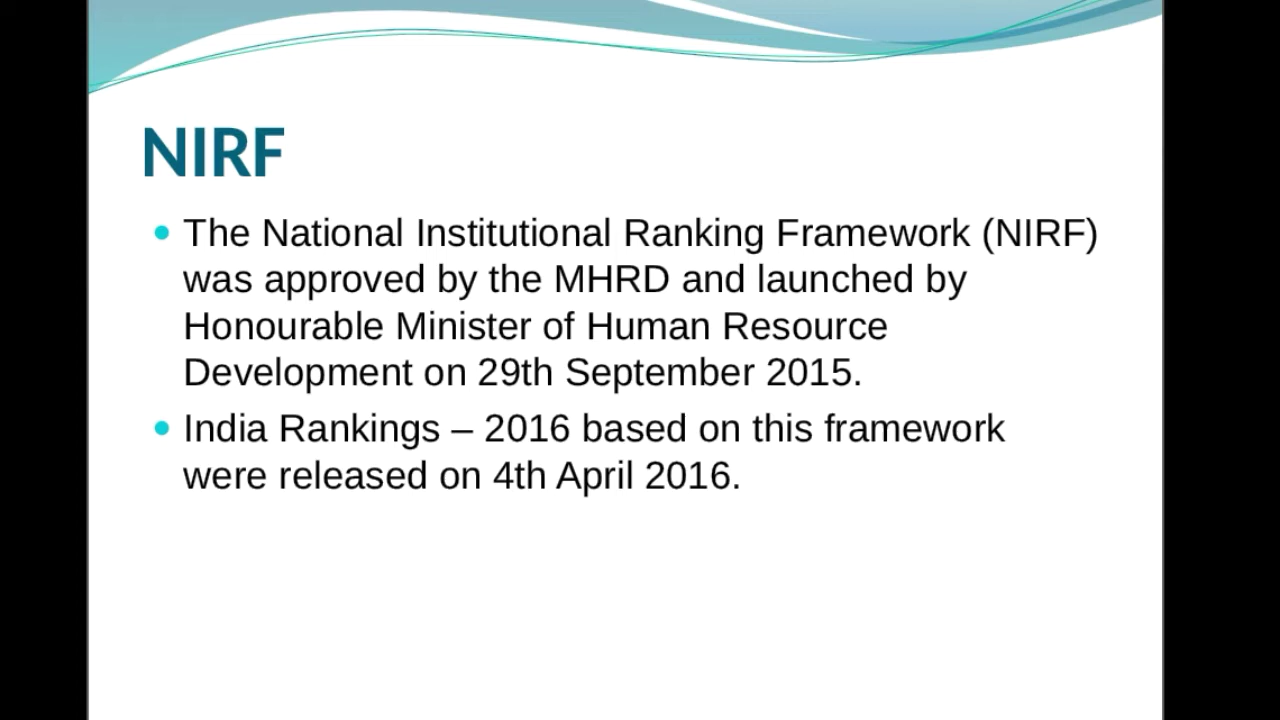 NIRF
• The National Institutional Ranking Framework (NIRF)
was approved by the MHRD and launched by
Honourable Minister of Human Resource
Development on 29th September 2015.
• India Rankings – 2016 based on this framework
were released on 4th April 2016.